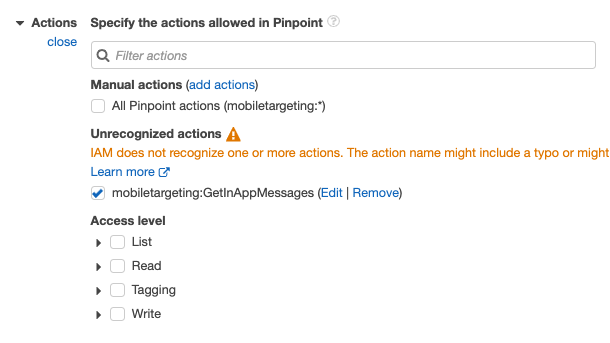 Actions Specify the actions allowed in Pinpoint ?
close
Filter actions
Manual actions (add actions)
All Pinpoint actions (mobiletargeting:*)
Unrecognized actions
IAM does not recognize one or more actions. The action name might include a typo or might
Learn more
mobiletargeting:GetInAppMessages (Edit | Remove)
Access level
List
Read
Tagging
Write